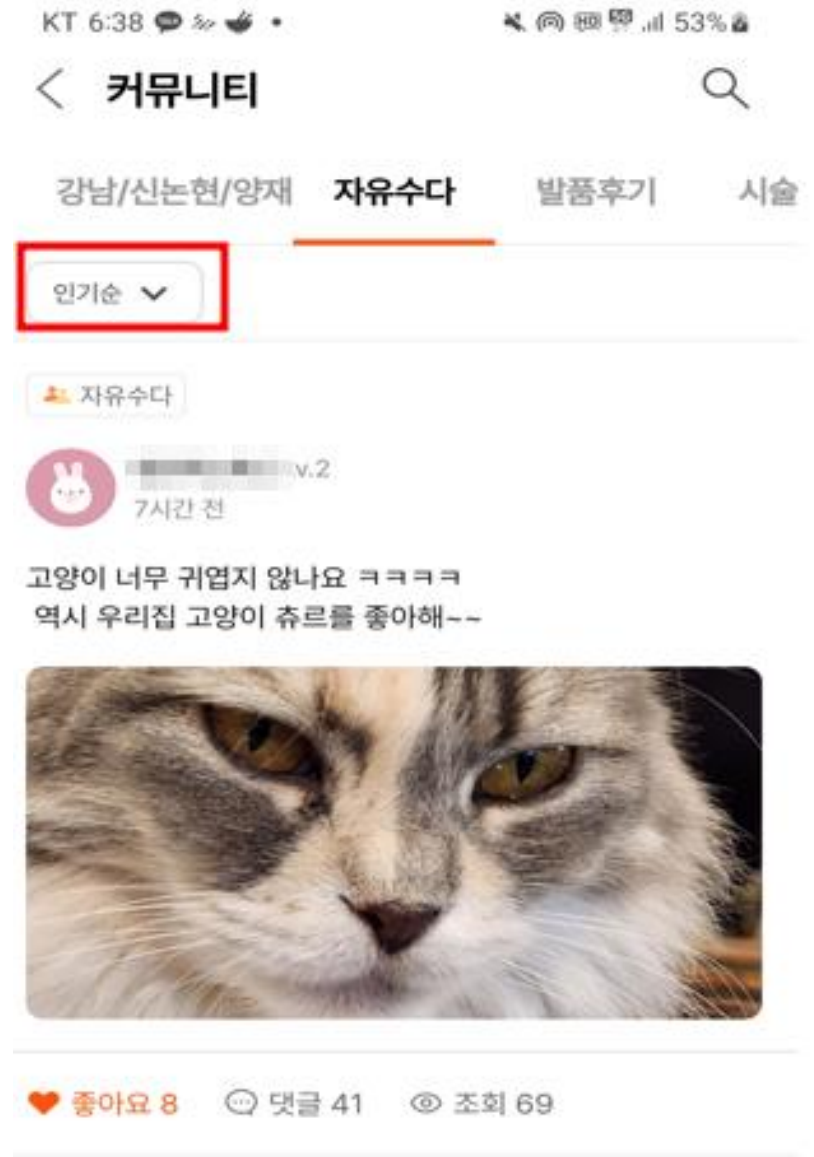 KT 6:38
53%
커뮤니티
강남/신논현/양재 자유수다 발품후기 시술
인기순
자유수다
v.2
7시간 전
고양이 너무 귀엽지 않나요 ㅋㅋㅋㅋ
역시 우리집 고양이 츄르를 좋아해~~
좋아요 8 댓글 41 조회 69